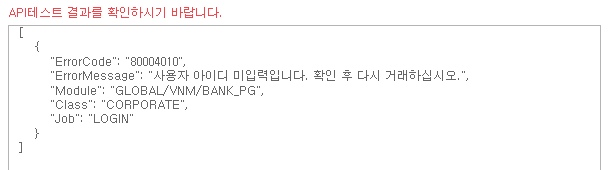 API테스트 결과를 확인하시기 바랍니다.
[
{
"ErrorCode": "80004010",
"ErrorMessage": "사용자 아이디 미입력입니다. 확인 후 다시 거래하십시오.",
"Module": "GLOBAL/VNM/BANK_PG",
"Class": "CORPORATE",
"Job": "LOGIN"
}
]